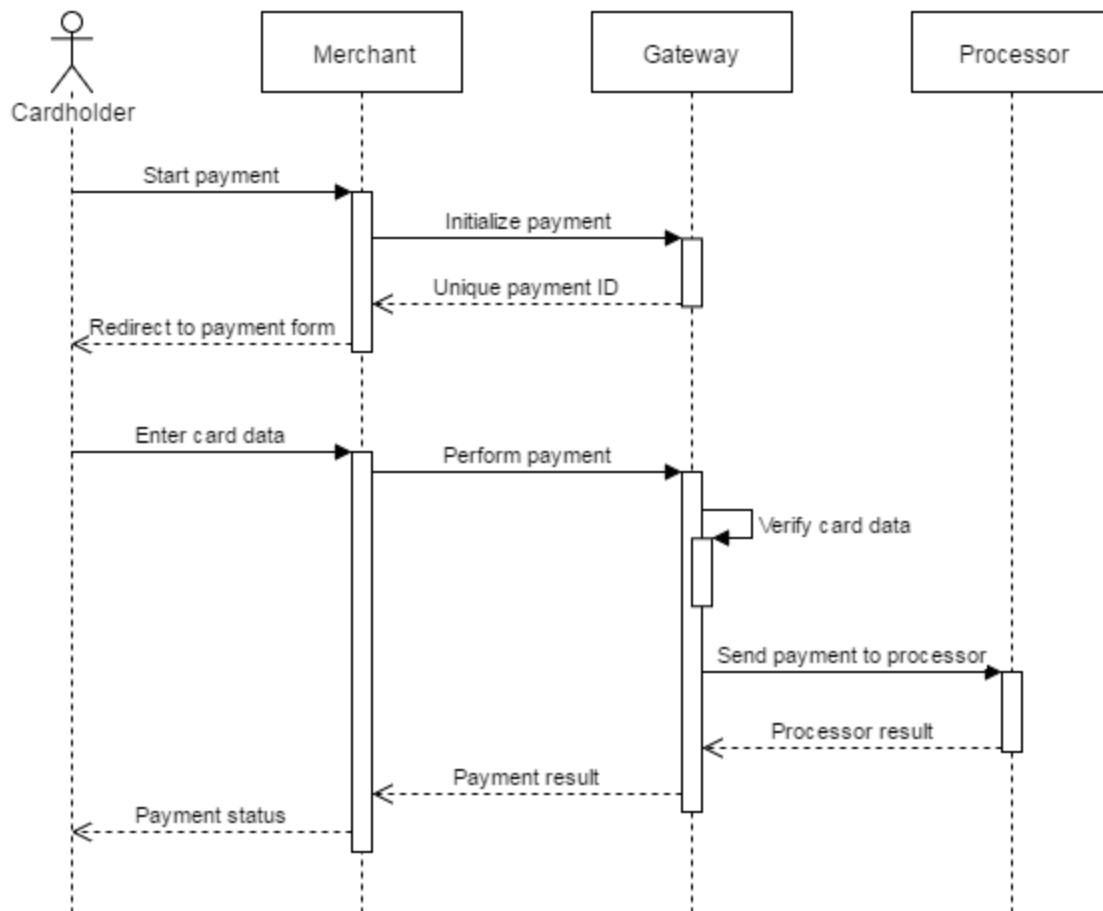 Merchant
Gateway
Processor
Cardholder
Start payment
Initialize payment
Unique payment ID
Redirect to payment form
Enter card data
Perform payment
Verify card data
Send payment to processor
Processor result
Payment result
Payment status